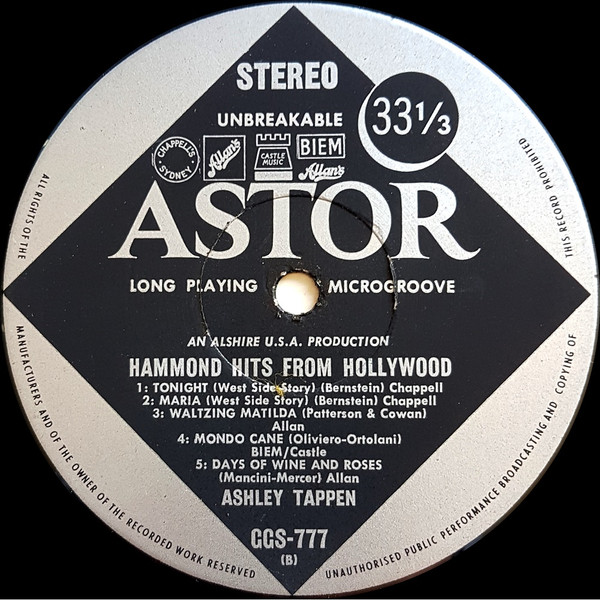 STEREO
UNBREAKABLE
33⅓
CHAPPELL'S SYDNEY
Allan's
CASTLE MUSIC
BIEM
Allan's
ASTOR
LONG PLAYING MICROGROOVE
AN ALSHIRE U.S.A. PRODUCTION
HAMMOND HITS FROM HOLLYWOOD
1: TONIGHT (West Side Story) (Bernstein) Chappell
2: MARIA (West Side Story) (Bernstein) Chappell
3: WALTZING MATILDA (Patterson & Cowan)
Allan
4: MONDO CANE (Oliviero-Ortolani)
BIEM/Castle
5: DAYS OF WINE AND ROSES
(Mancini-Mercer) Allan
ASHLEY TAPPEN
GGS-777
(B)
ALL RIGHTS OF THE MANUFACTURERS AND OF THE OWNER OF THE RECORDED WORK RESERVED
UNAUTHORISED PUBLIC PERFORMANCE BROADCASTING AND COPYING OF THIS RECORD PROHIBITED